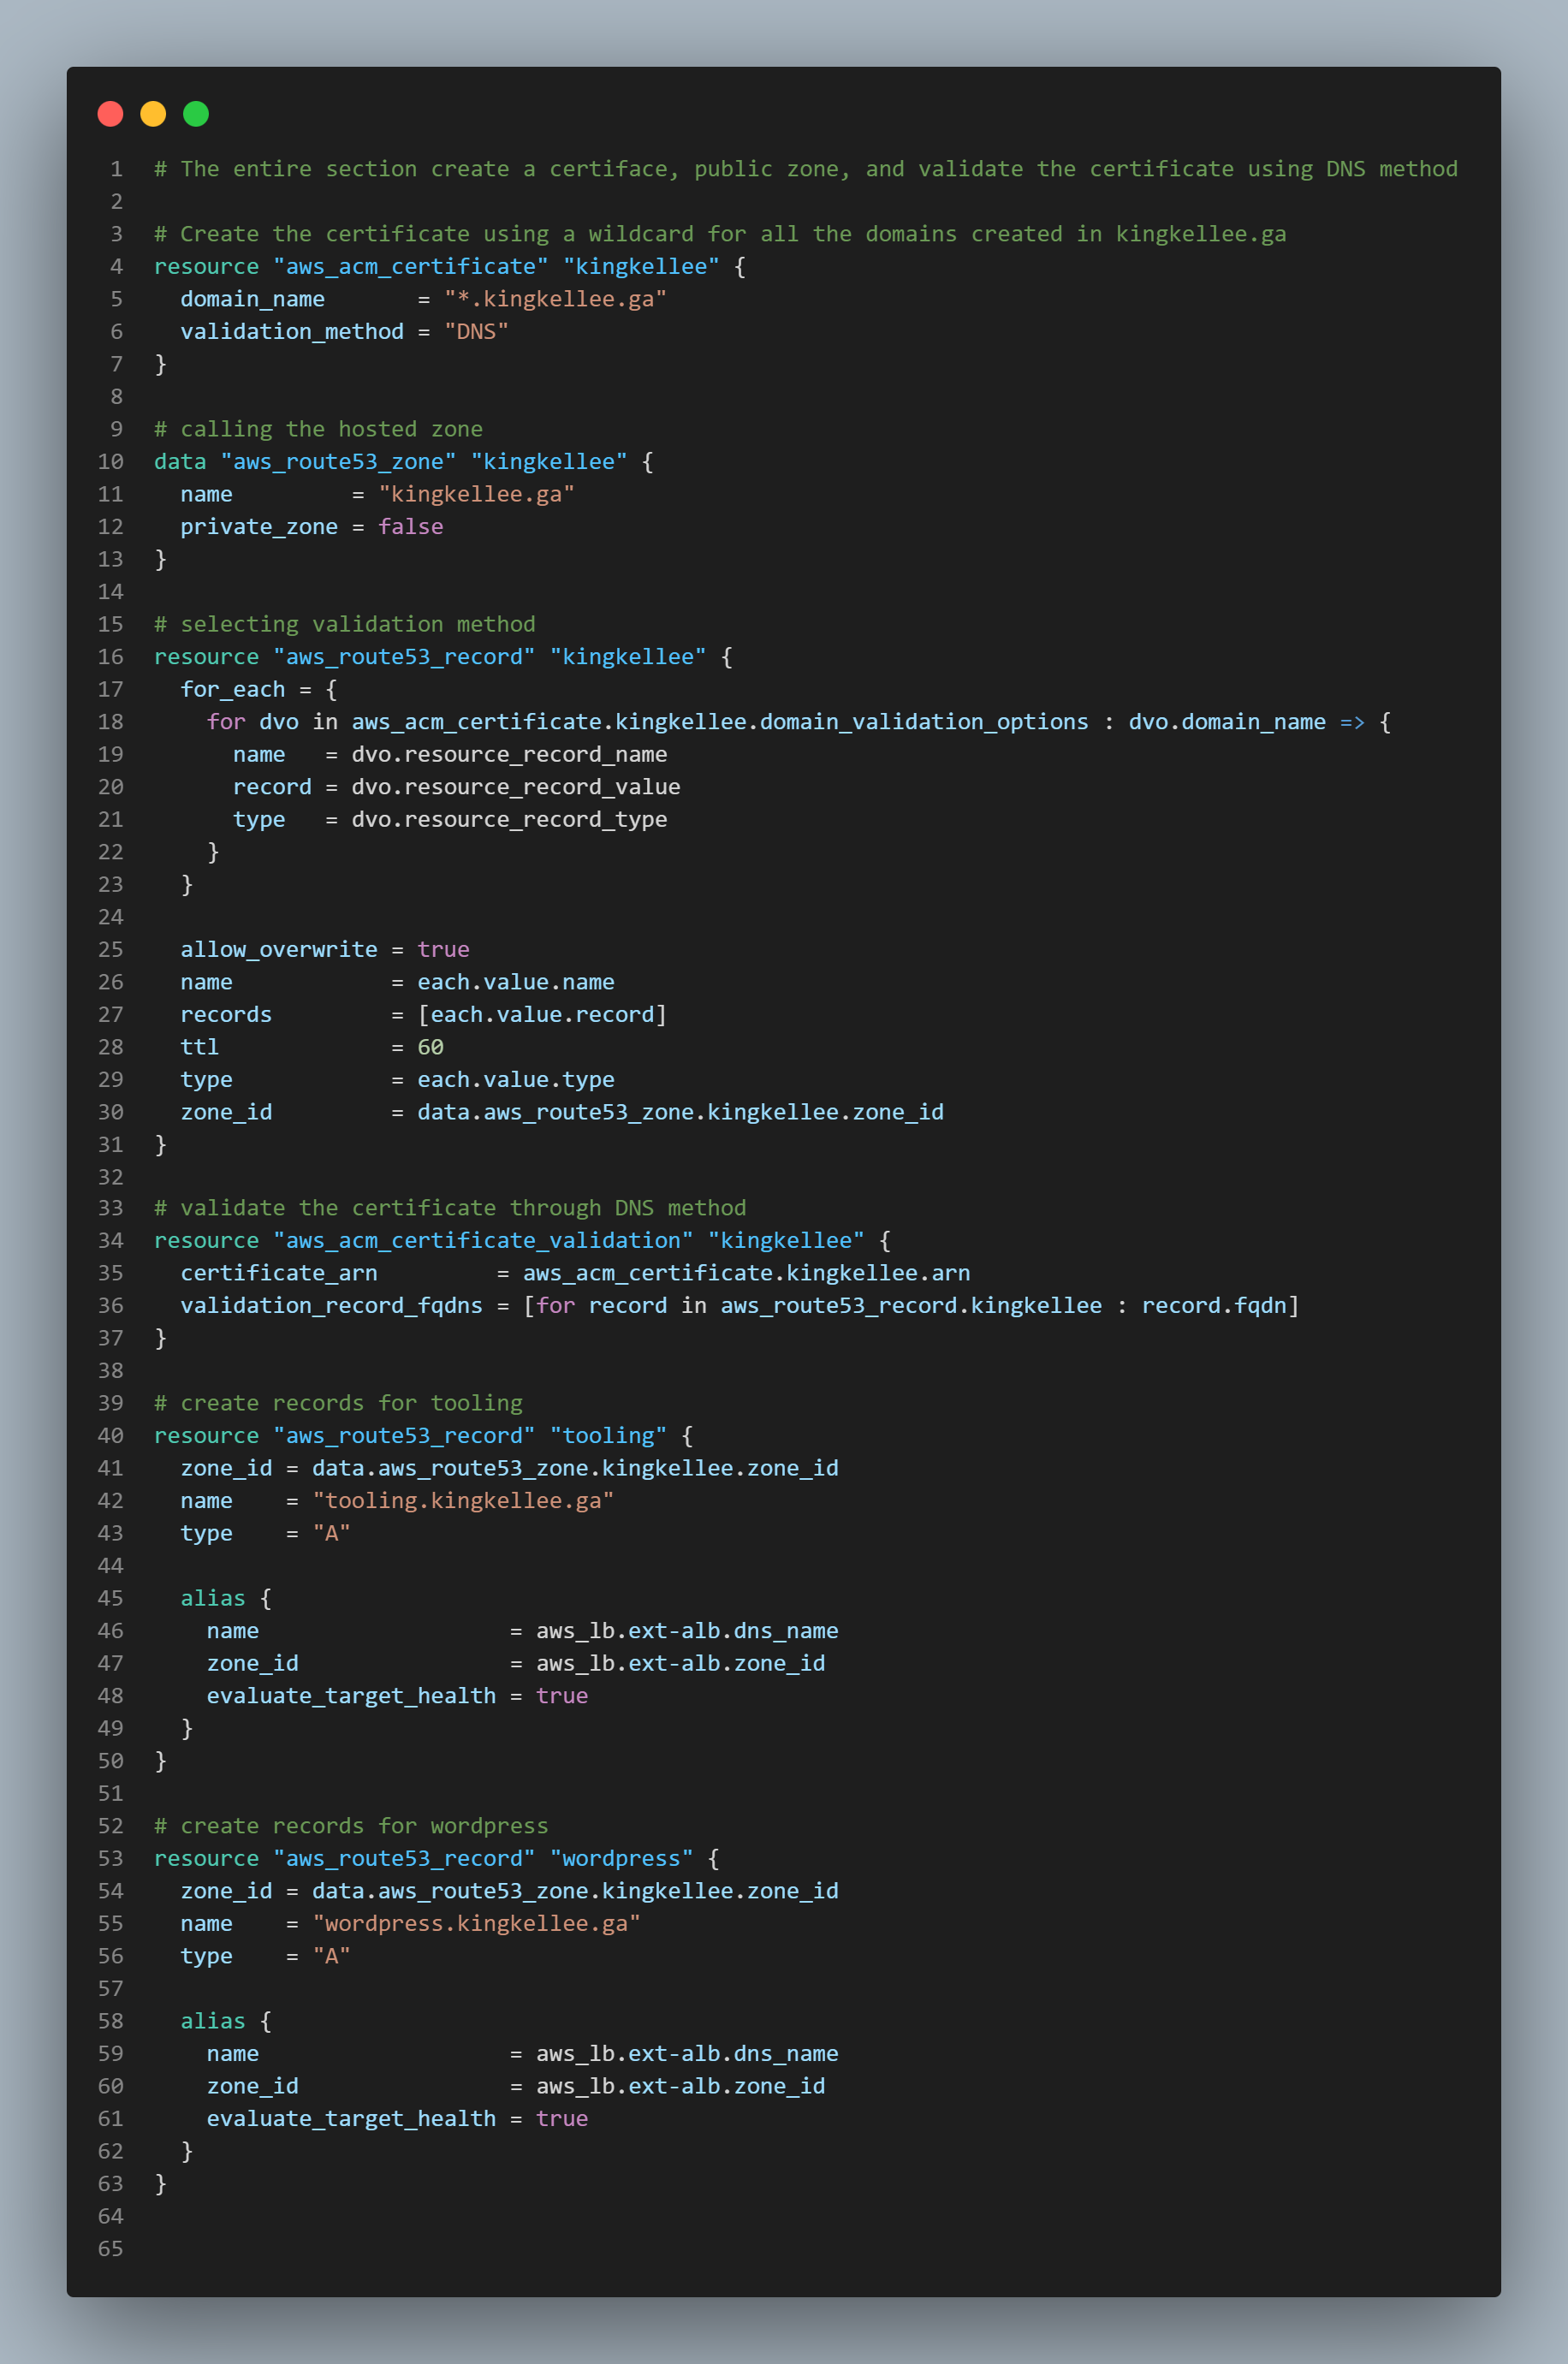 1 # The entire section create a certiface, public zone, and validate the certificate using DNS method
2
3 # Create the certificate using a wildcard for all the domains created in kingkellee.ga
4 resource "aws_acm_certificate" "kingkellee" {
5   domain_name       = "*.kingkellee.ga"
6   validation_method = "DNS"
7 }
8
9 # calling the hosted zone
10 data "aws_route53_zone" "kingkellee" {
11   name         = "kingkellee.ga"
12   private_zone = false
13 }
14
15 # selecting validation method
16 resource "aws_route53_record" "kingkellee" {
17   for_each = {
18     for dvo in aws_acm_certificate.kingkellee.domain_validation_options : dvo.domain_name => {
19       name   = dvo.resource_record_name
20       record = dvo.resource_record_value
21       type   = dvo.resource_record_type
22     }
23   }
24
25   allow_overwrite = true
26   name            = each.value.name
27   records         = [each.value.record]
28   ttl             = 60
29   type            = each.value.type
30   zone_id         = data.aws_route53_zone.kingkellee.zone_id
31 }
32
33 # validate the certificate through DNS method
34 resource "aws_acm_certificate_validation" "kingkellee" {
35   certificate_arn         = aws_acm_certificate.kingkellee.arn
36   validation_record_fqdns = [for record in aws_route53_record.kingkellee : record.fqdn]
37 }
38
39 # create records for tooling
40 resource "aws_route53_record" "tooling" {
41   zone_id = data.aws_route53_zone.kingkellee.zone_id
42   name    = "tooling.kingkellee.ga"
43   type    = "A"
44
45   alias {
46     name                   = aws_lb.ext-alb.dns_name
47     zone_id                = aws_lb.ext-alb.zone_id
48     evaluate_target_health = true
49   }
50 }
51
52 # create records for wordpress
53 resource "aws_route53_record" "wordpress" {
54   zone_id = data.aws_route53_zone.kingkellee.zone_id
55   name    = "wordpress.kingkellee.ga"
56   type    = "A"
57
58   alias {
59     name                   = aws_lb.ext-alb.dns_name
60     zone_id                = aws_lb.ext-alb.zone_id
61     evaluate_target_health = true
62   }
63 }
64
65